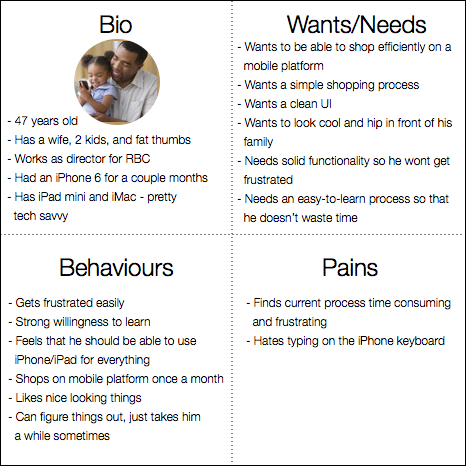 Bio
- 47 years old
- Has a wife, 2 kids, and fat thumbs
- Works as director for RBC
- Had an iPhone 6 for a couple months
- Has iPad mini and iMac - pretty
tech savvy
Wants/Needs
- Wants to be able to shop efficiently on a
mobile platform
- Wants a simple shopping process
- Wants a clean UI
- Wants to look cool and hip in front of his
family
- Needs solid functionality so he wont get
frustrated
- Needs an easy-to-learn process so that
he doesn't waste time
Behaviours
- Gets frustrated easily
- Strong willingness to learn
- Feels that he should be able to use
iPhone/iPad for everything
- Shops on mobile platform once a month
- Likes nice looking things
- Can figure things out, just takes him
a while sometimes
Pains
- Finds current process time consuming
and frustrating
- Hates typing on the iPhone keyboard